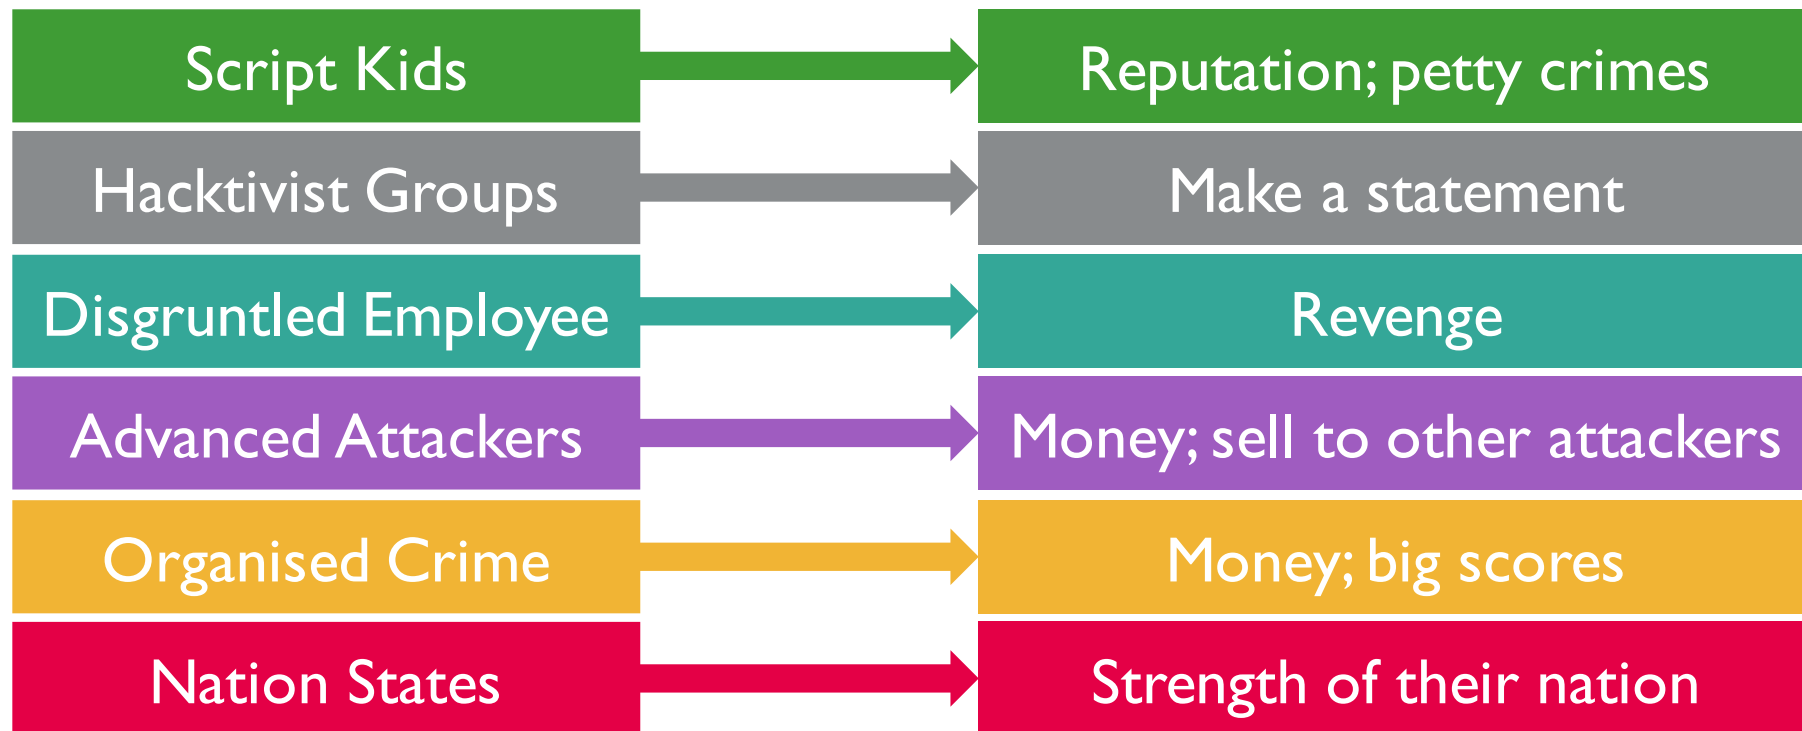 Script Kids
Reputation; petty crimes
Hacktivist Groups
Make a statement
Disgruntled Employee
Revenge
Advanced Attackers
Money; sell to other attackers
Organised Crime
Money; big scores
Nation States
Strength of their nation